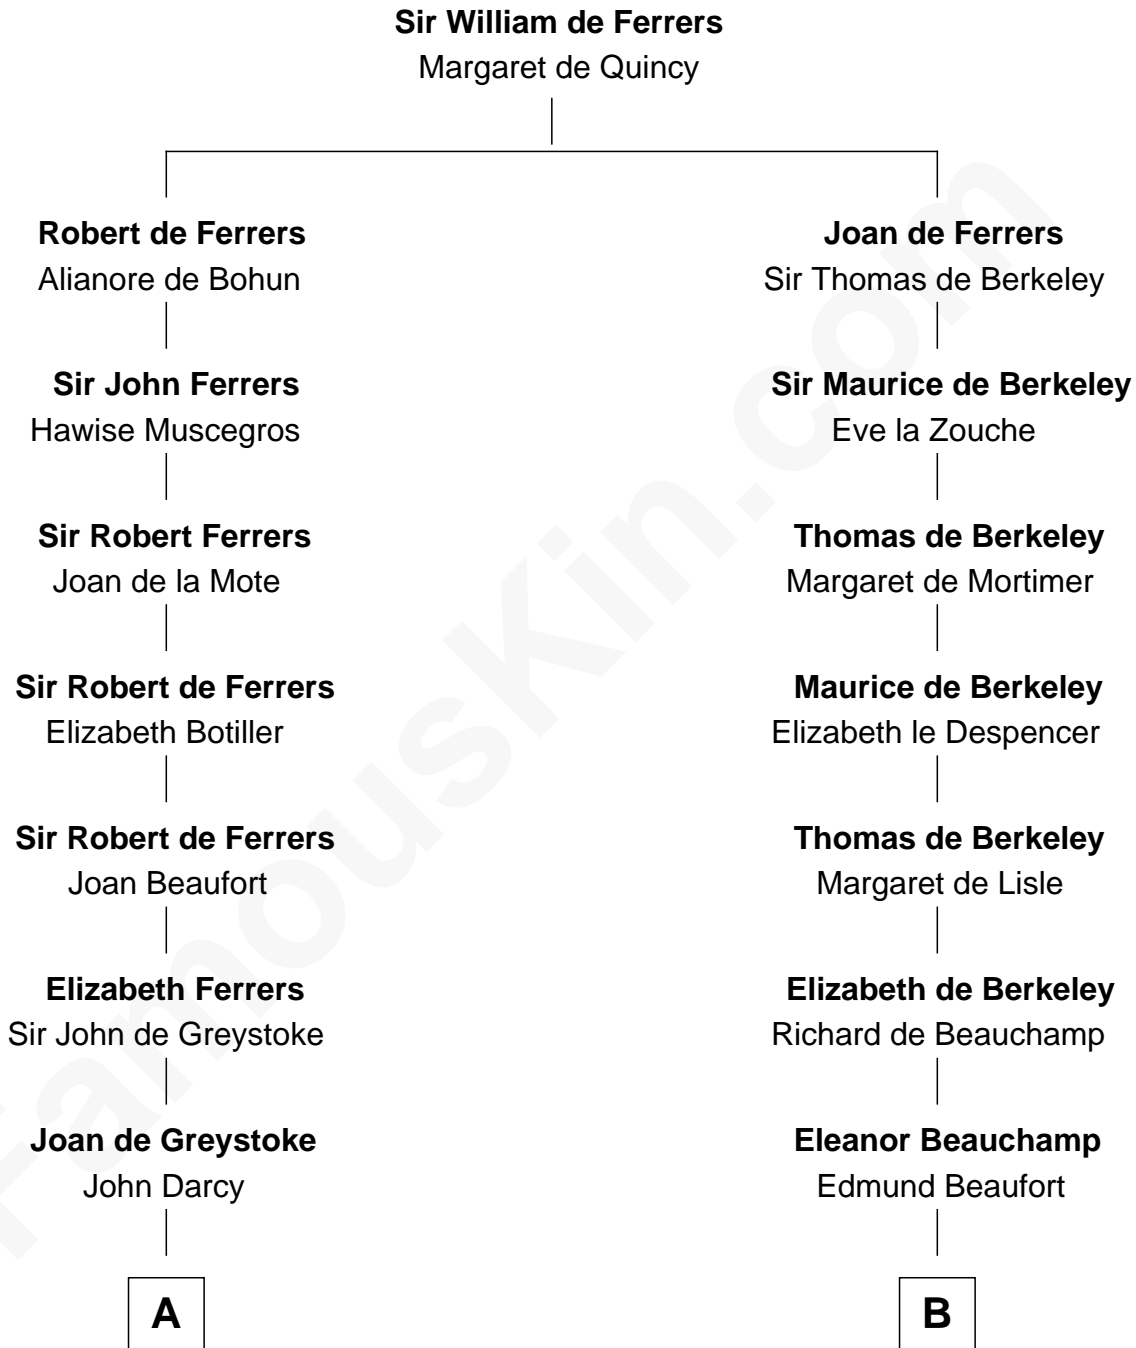 Sir William de Ferrers
Margaret de Quincy
Robert de Ferrers
Alianore de Bohun
Sir John Ferrers
Hawise Muscegros
Sir Robert Ferrers
Joan de la Mote
Sir Robert de Ferrers
Elizabeth Botiller
Sir Robert de Ferrers
Joan Beaufort
Elizabeth Ferrers
Sir John de Greystoke
Joan de Greystoke
John Darcy
A
Joan de Ferrers
Sir Thomas de Berkeley
Sir Maurice de Berkeley
Eve la Zouche
Thomas de Berkeley
Margaret de Mortimer
Maurice de Berkeley
Elizabeth le Despencer
Thomas de Berkeley
Margaret de Lisle
Elizabeth de Berkeley
Richard de Beauchamp
Eleanor Beauchamp
Edmund Beaufort
B
FamousKin.com